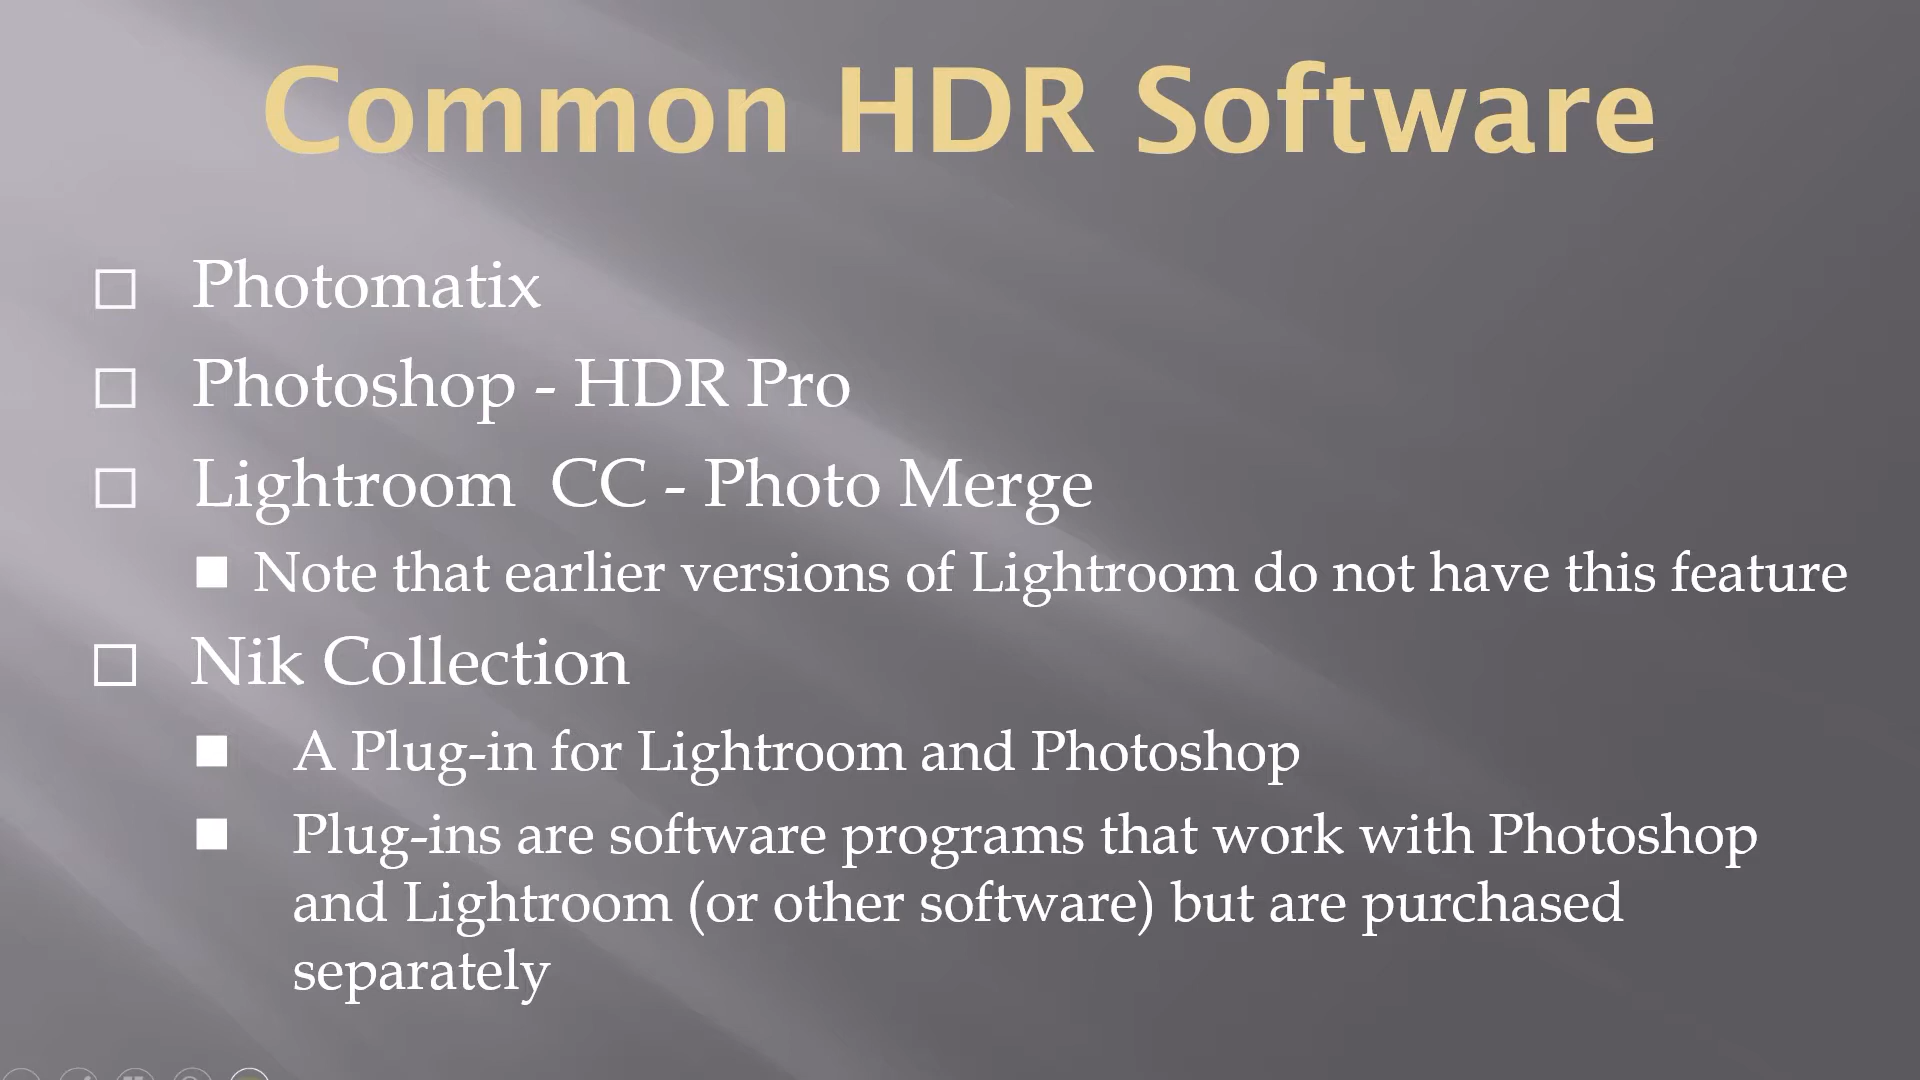 Common HDR Software
Photomatix
Photoshop - HDR Pro
Lightroom  CC - Photo Merge
Note that earlier versions of Lightroom do not have this feature
Nik Collection
A Plug-in for Lightroom and Photoshop
Plug-ins are software programs that work with Photoshop
and Lightroom (or other software) but are purchased
separately